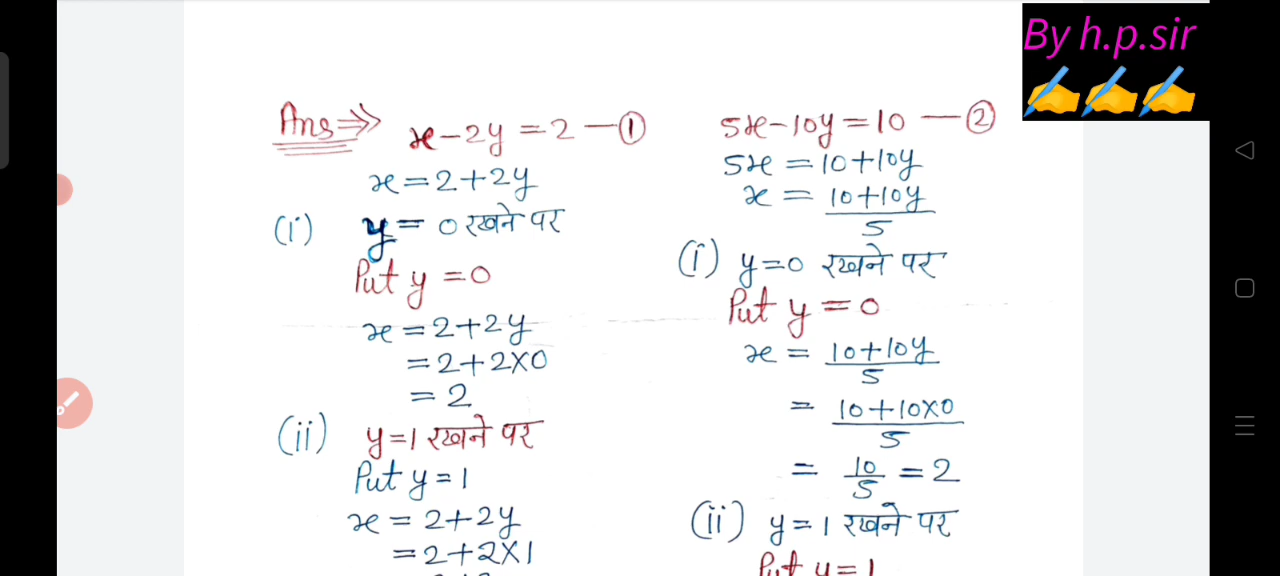 By h.p.sir
Ans⇒>
x-2y=2 —①
x=2+2y
(i) y= 0 रखने पर
Put y=0
x=2+2y
=2+2×0
= 2
(ii) y=1 रखने पर
Put y=1
x = 2+2y
=2+2×1
5x-10y=10 —②
5x =10+10y
x = 10+10y
5
(i) y=0 रखने पर
Put y=0
x = 10+10y
5
= 10+10×0
5
= 10/5 =2
(ii) y=1 रखने पर
Put y=1